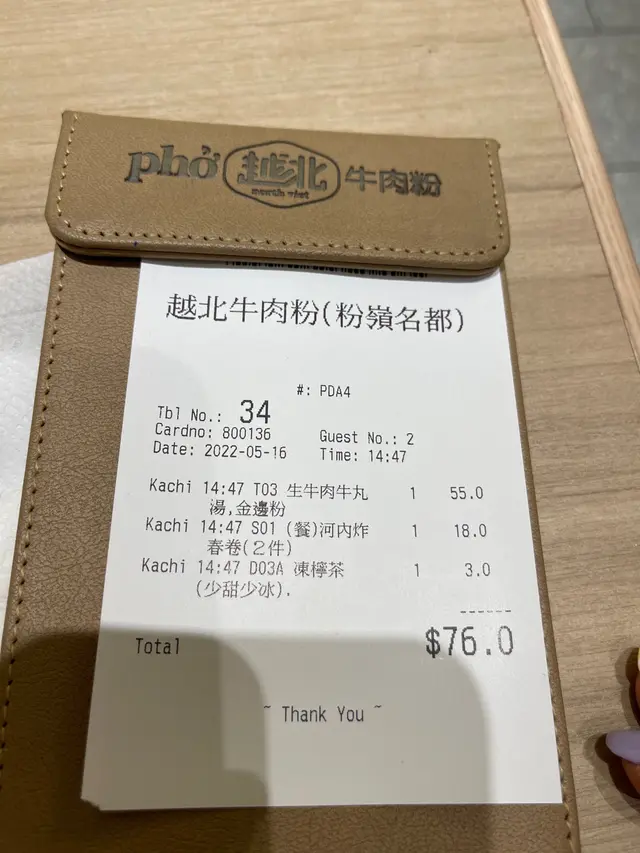 phở 越北 牛肉粉
north viet
越北牛肉粉(粉嶺名都)
#: PDA4
Tbl No.: 34
Cardno: 800136 Guest No.: 2
Date: 2022-05-16 Time: 14:47
Kachi 14:47 T03 生牛肉牛丸 1 55.0
湯,金邊粉
Kachi 14:47 S01 (餐)河內炸 1 18.0
春卷(2件)
Kachi 14:47 D03A 凍檸茶 1 3.0
(少甜少冰).
------
Total $76.0
~ Thank You ~